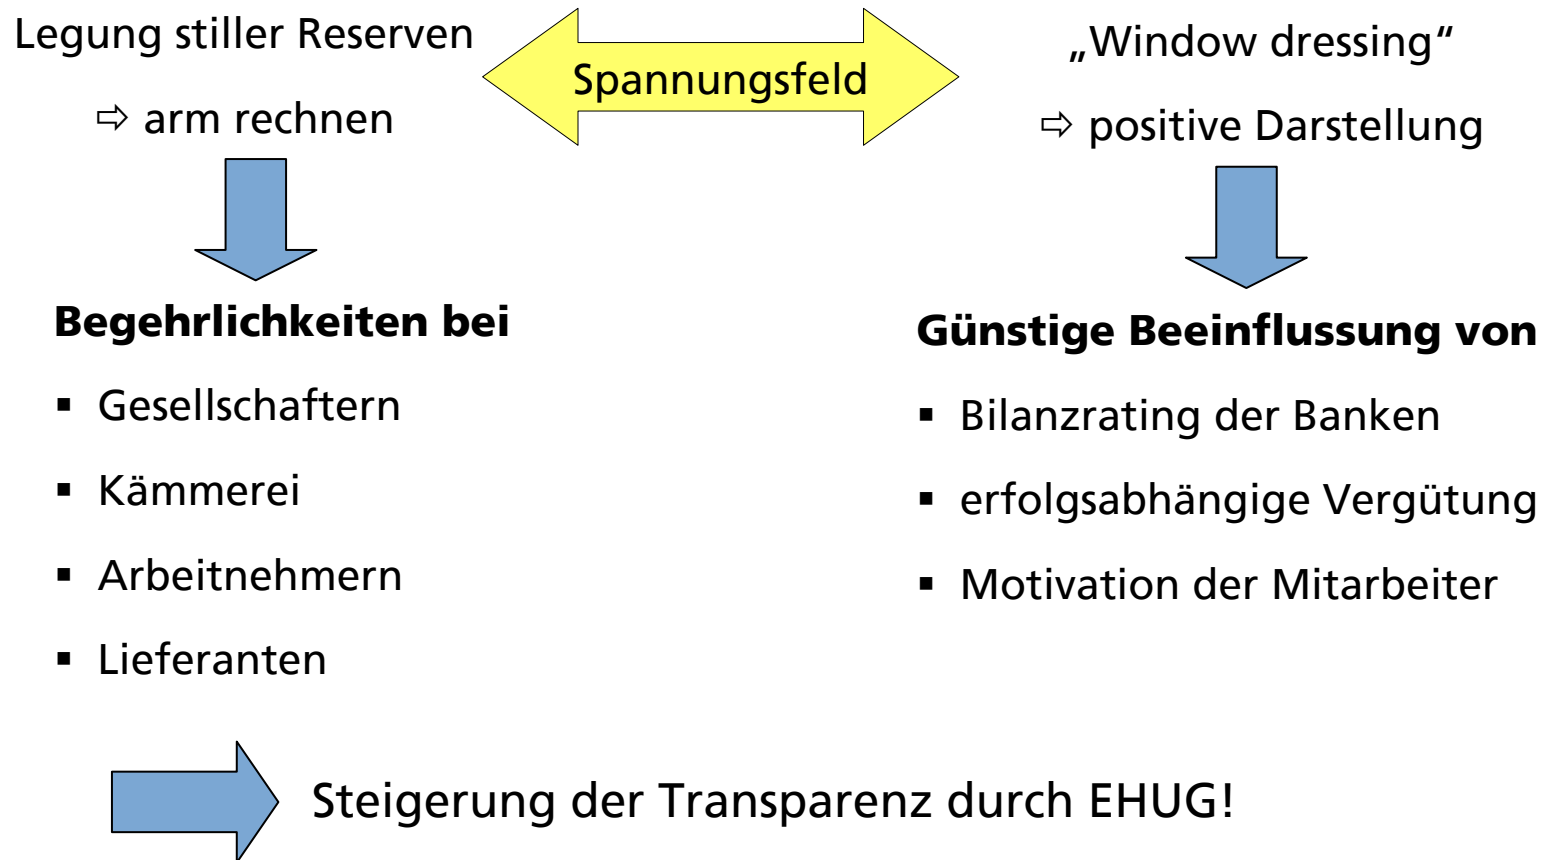 Legung stiller Reserven
⇨ arm rechnen
Spannungsfeld
„Window dressing“
⇨ positive Darstellung
Begehrlichkeiten bei
▪ Gesellschaftern
▪ Kämmerei
▪ Arbeitnehmern
▪ Lieferanten
Günstige Beeinflussung von
▪ Bilanzrating der Banken
▪ erfolgsabhängige Vergütung
▪ Motivation der Mitarbeiter
Steigerung der Transparenz durch EHUG!